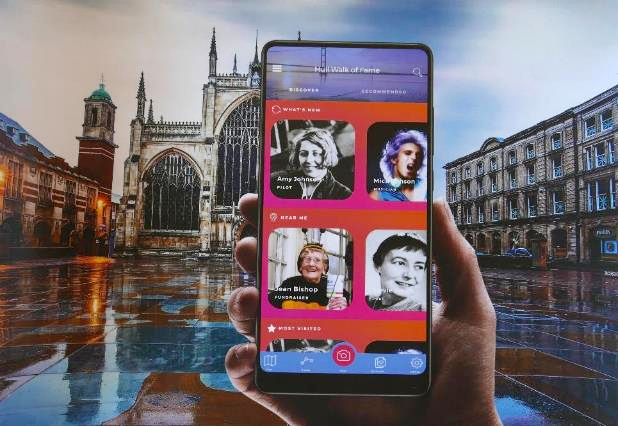 Hull Walk of Fame
DISCOVER
RECOMMENDED
WHAT'S NEW
Amy Johnson
PILOT
NEAR ME
Jean Bishop
FUNDRAISER
MOST VISITED